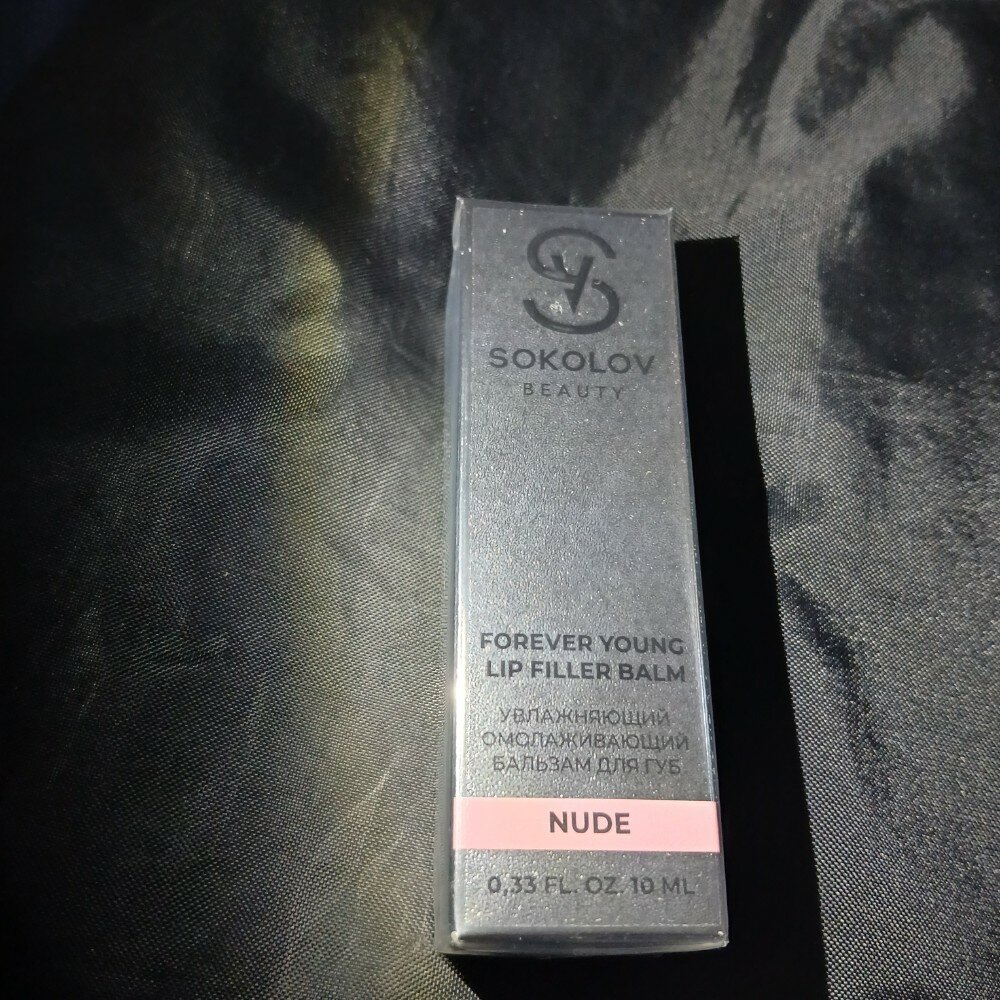 SOKOLOV
BEAUTY
FOREVER YOUNG
LIP FILLER BALM
УВЛАЖНЯЮЩИЙ
ОМОЛАЖИВАЮЩИЙ
БАЛЬЗАМ ДЛЯ ГУБ
NUDE
0,33 FL. OZ. 10 ML